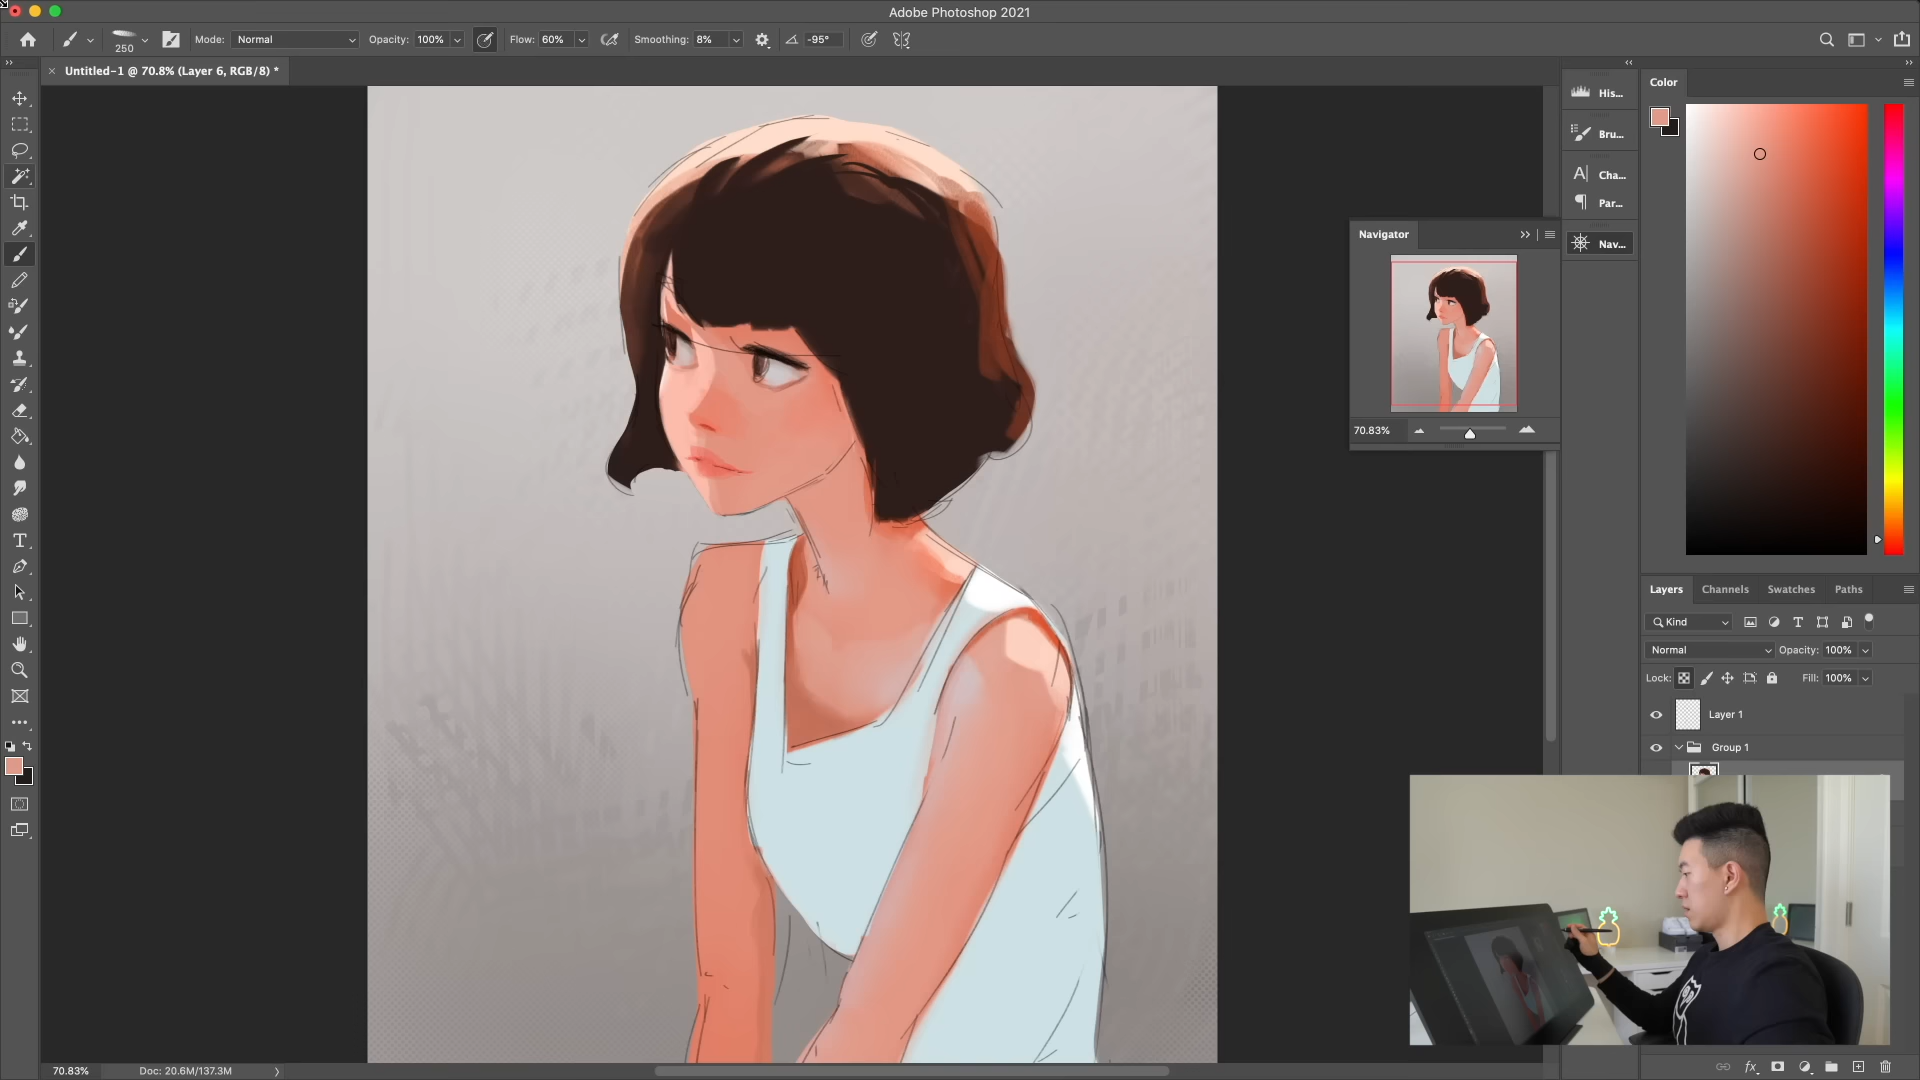 Adobe Photoshop 2021
250
Mode: Normal
Opacity: 100%
Flow: 60%
Smoothing: 8%
-95°
Untitled-1 @ 70.8% (Layer 6, RGB/8) *
His...
Bru...
Cha...
Par...
Nav...
Navigator
70.83%
Color
Layers
Channels
Swatches
Paths
Kind
Normal
Opacity: 100%
Lock:
Fill: 100%
Layer 1
Group 1
70.83%
Doc: 20.6M/137.3M